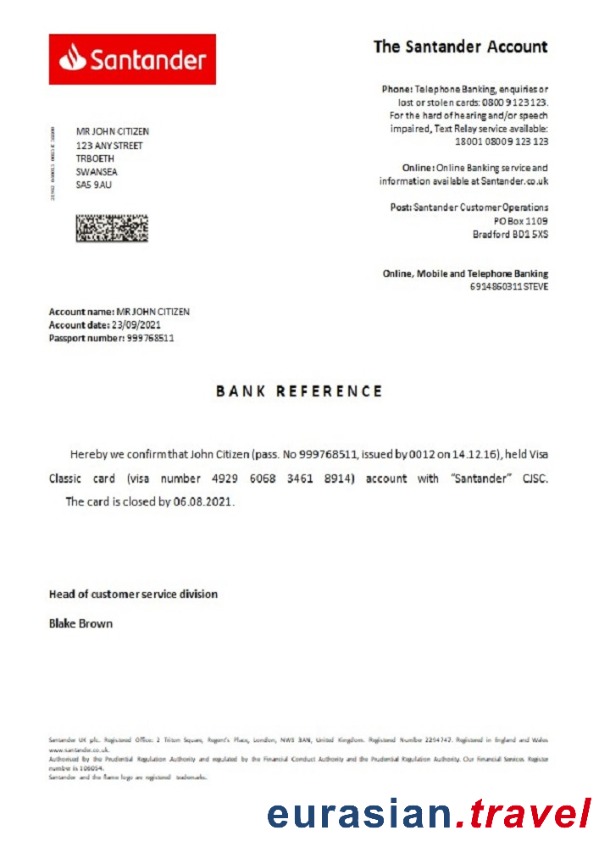 Santander
The Santander Account
Phone: Telephone Banking, enquiries or
lost or stolen cards: 0800 9 123 123.
For the hard of hearing and/or speech
impaired, Text Relay service available:
18001 0800 9 123 123
Online: Online Banking service and
information available at Santander.co.uk
Post: Santander Customer Operations
PO Box 1109
Bradford BD1 5XS
MR JOHN CITIZEN
123 ANY STREET
TRBOETH
SWANSEA
SA5 9AU
Online, Mobile and Telephone Banking
6914860311 STEVE
Account name: MR JOHN CITIZEN
Account date: 23/09/2021
Passport number: 999768511
BANK REFERENCE
Hereby we confirm that John Citizen (pass. No 999768511, issued by 0012 on 14.12.16), held Visa
Classic card (visa number 4929 6068 3461 8914) account with “Santander” CJSC.
The card is closed by 06.08.2021.
Head of customer service division
Blake Brown
Santander UK plc. Registered Office: 2 Triton Square, Regent's Place, London, NW1 3AN, United Kingdom. Registered Number 2294747. Registered in England and Wales
www.santander.co.uk.
Authorised by the Prudential Regulation Authority and regulated by the Financial Conduct Authority and the Prudential Regulation Authority. Our Financial Services Register
number is 106054.
Santander and the flame logo are registered trademarks.
eurasian.travel